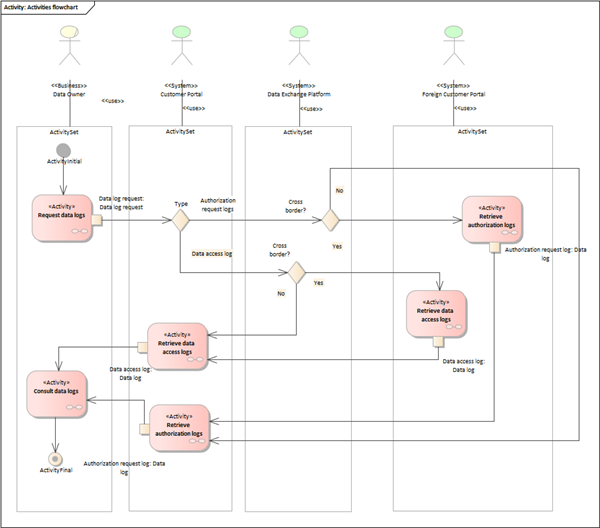 Activity: Activities flowchart
<<Business>>
Data Owner
<<System>>
Customer Portal
<<System>>
Data Exchange Platform
<<System>>
Foreign Customer Portal
<<use>>
<<use>>
<<use>>
<<use>>
ActivitySet
ActivitySet
ActivitySet
ActivitySet
ActivityInitial
«Activity»
Request data logs
Data log request:
Data log request
Type
Authorization
request logs
Cross
border?
No
Yes
«Activity»
Retrieve
authorization logs
Authorization request log: Data
log
Data access log
Cross
border?
No
Yes
«Activity»
Retrieve data
access logs
Data access log:
Data log
«Activity»
Retrieve data
access logs
Data access log:
Data log
«Activity»
Consult data logs
«Activity»
Retrieve
authorization logs
Authorization request log: Data
log
ActivityFinal